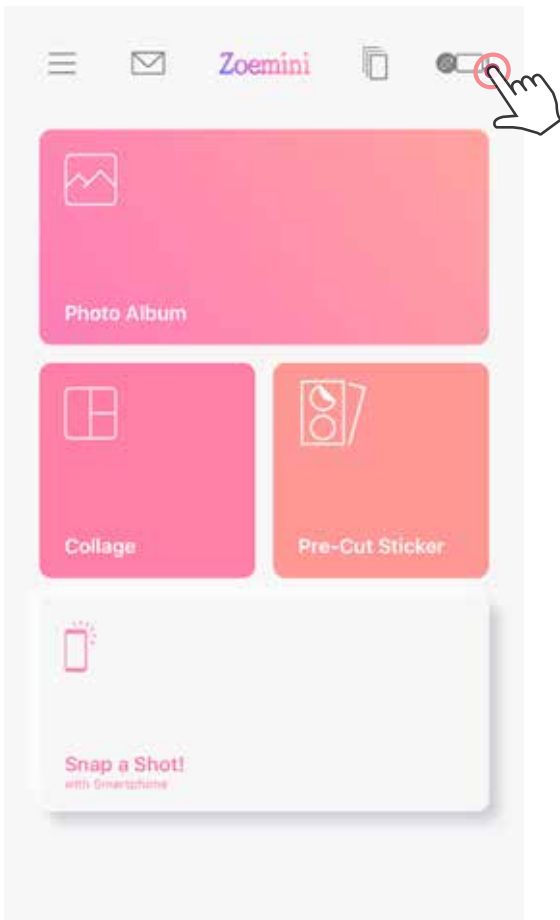 Zoemini
Photo Album
Collage
Pre-Cut Sticker
Snap a Shot!
with Smartphone